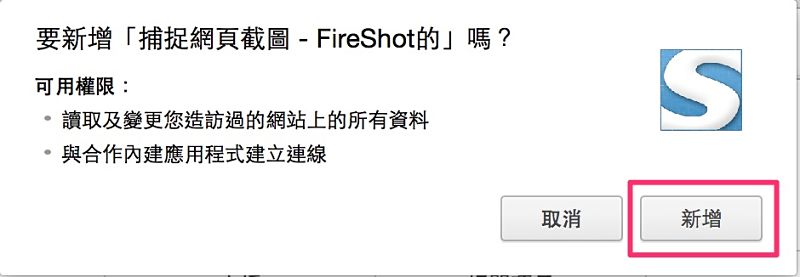 要新增「捕捉網頁截圖 - FireShot的」嗎？
可用權限：
• 讀取及變更您造訪過的網站上的所有資料
• 與合作內建應用程式建立連線
取消
新增